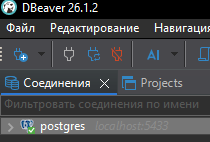 DBeaver 26.1.2
Файл Редактирование Навигация
AI
Соединения Projects
Фильтровать соединения по имени
postgres localhost:5433